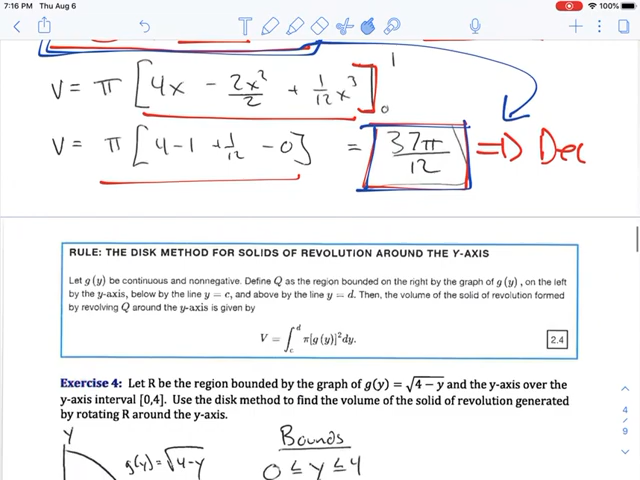 7:16 PM Thu Aug 6
100%
V = π [ 4x − 2x²/2 + 1/12 x³ ]₀¹
V = π [ 4 − 1 + 1/12 − 0 ] = 37π/12 ⇒ Dec
RULE: THE DISK METHOD FOR SOLIDS OF REVOLUTION AROUND THE Y-AXIS
Let g(y) be continuous and nonnegative. Define Q as the region bounded on the right by the graph of g(y), on the left
by the y-axis, below by the line y = c, and above by the line y = d. Then, the volume of the solid of revolution formed
by revolving Q around the y-axis is given by
V = ∫_c^d π[g(y)]² dy.
2.4
Exercise 4: Let R be the region bounded by the graph of g(y) = √(4 − y) and the y-axis over the
y-axis interval [0,4]. Use the disk method to find the volume of the solid of revolution generated
by rotating R around the y-axis.
Y
g(y) = √(4−y)
Bounds
0 ≤ y ≤ 4
4
9